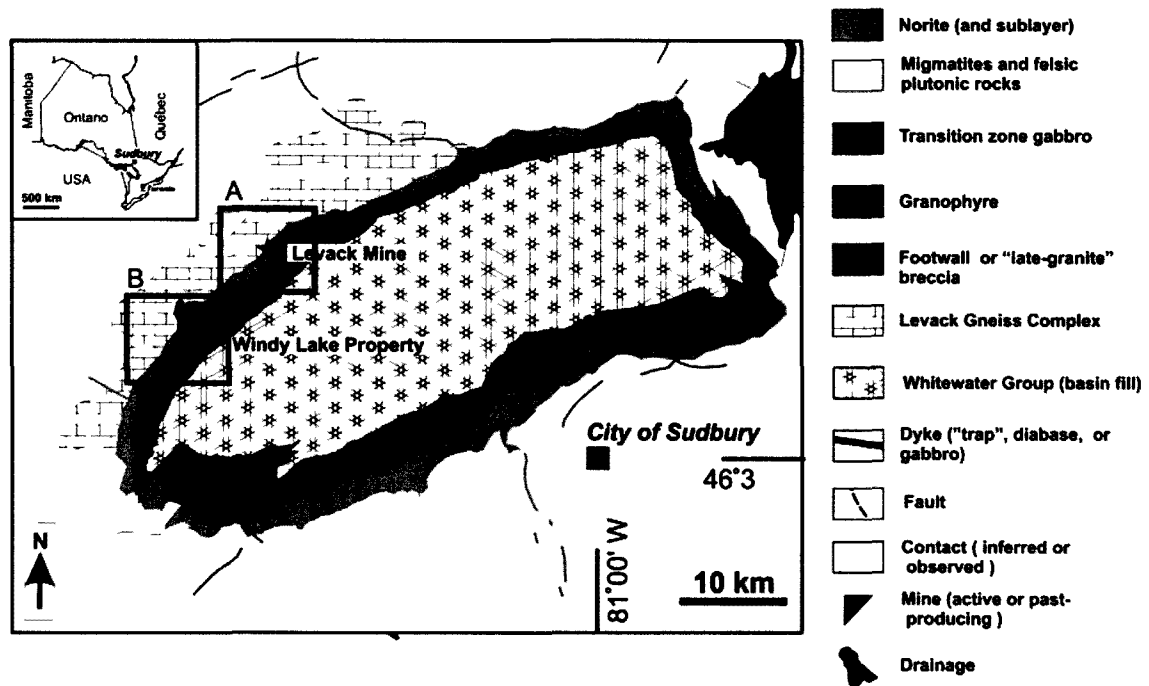 Manitoba
Ontario
Québec
Sudbury
USA
Toronto
500 km
A
Levack Mine
B
Windy Lake Property
City of Sudbury
46°3
81°00' W
N
10 km
Norite (and sublayer)
Migmatites and felsic
plutonic rocks
Transition zone gabbro
Granophyre
Footwall or "late-granite"
breccia
Levack Gneiss Complex
Whitewater Group (basin fill)
Dyke ("trap", diabase, or
gabbro)
Fault
Contact ( inferred or
observed )
Mine (active or past-
producing )
Drainage